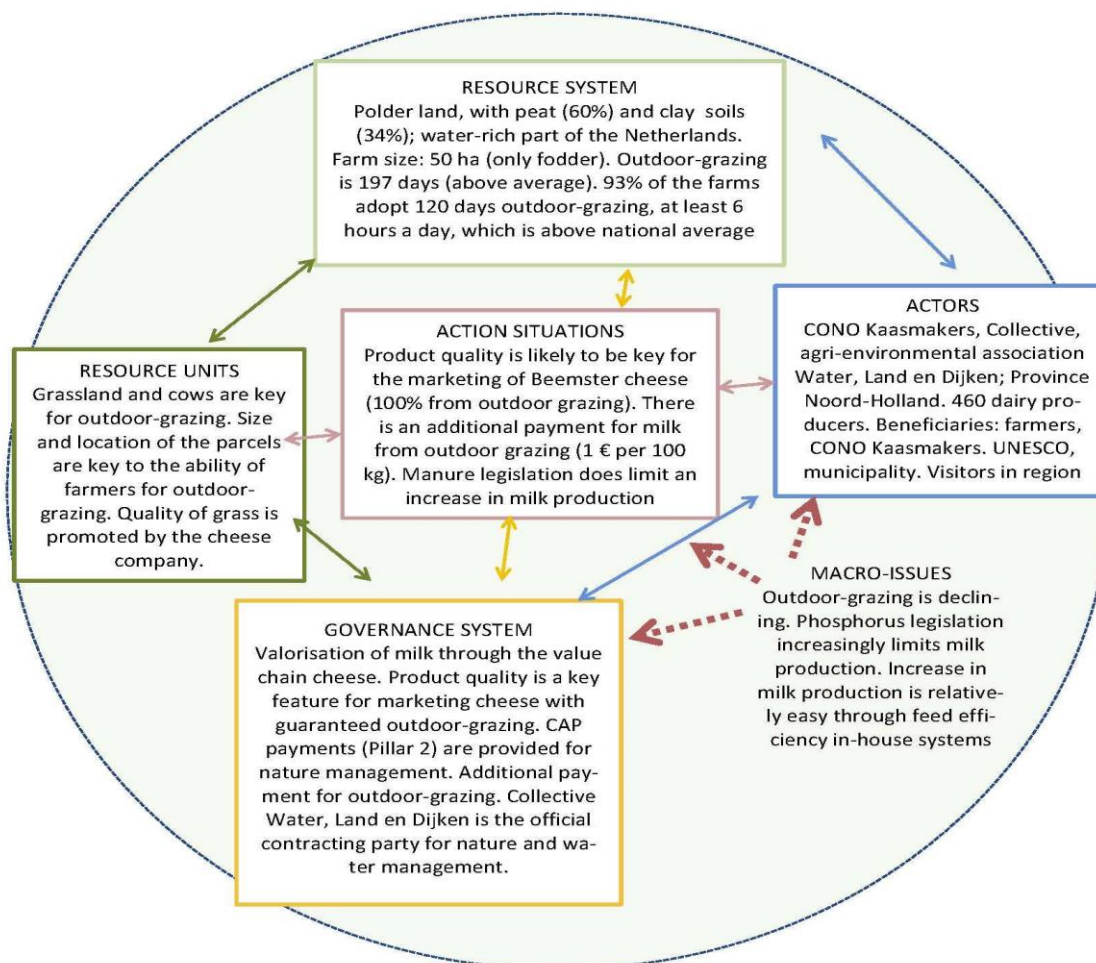 RESOURCE SYSTEM
Polder land, with peat (60%) and clay soils
(34%); water-rich part of the Netherlands.
Farm size: 50 ha (only fodder). Outdoor-grazing
is 197 days (above average). 93% of the farms
adopt 120 days outdoor-grazing, at least 6
hours a day, which is above national average
RESOURCE UNITS
Grassland and cows are key
for outdoor-grazing. Size
and location of the parcels
are key to the ability of
farmers for outdoor-
grazing. Quality of grass is
promoted by the cheese
company.
ACTION SITUATIONS
Product quality is likely to be key for
the marketing of Beemster cheese
(100% from outdoor grazing). There
is an additional payment for milk
from outdoor grazing (1 € per 100
kg). Manure legislation does limit an
increase in milk production
ACTORS
CONO Kaasmakers, Collective,
agri-environmental association
Water, Land en Dijken; Province
Noord-Holland. 460 dairy pro-
ducers. Beneficiaries: farmers,
CONO Kaasmakers. UNESCO,
municipality. Visitors in region
GOVERNANCE SYSTEM
Valorisation of milk through the value
chain cheese. Product quality is a key
feature for marketing cheese with
guaranteed outdoor-grazing. CAP
payments (Pillar 2) are provided for
nature management. Additional pay-
ment for outdoor-grazing. Collective
Water, Land en Dijken is the official
contracting party for nature and wa-
ter management.
MACRO-ISSUES
Outdoor-grazing is declin-
ing. Phosphorus legislation
increasingly limits milk
production. Increase in
milk production is relative-
ly easy through feed effi-
ciency in-house systems